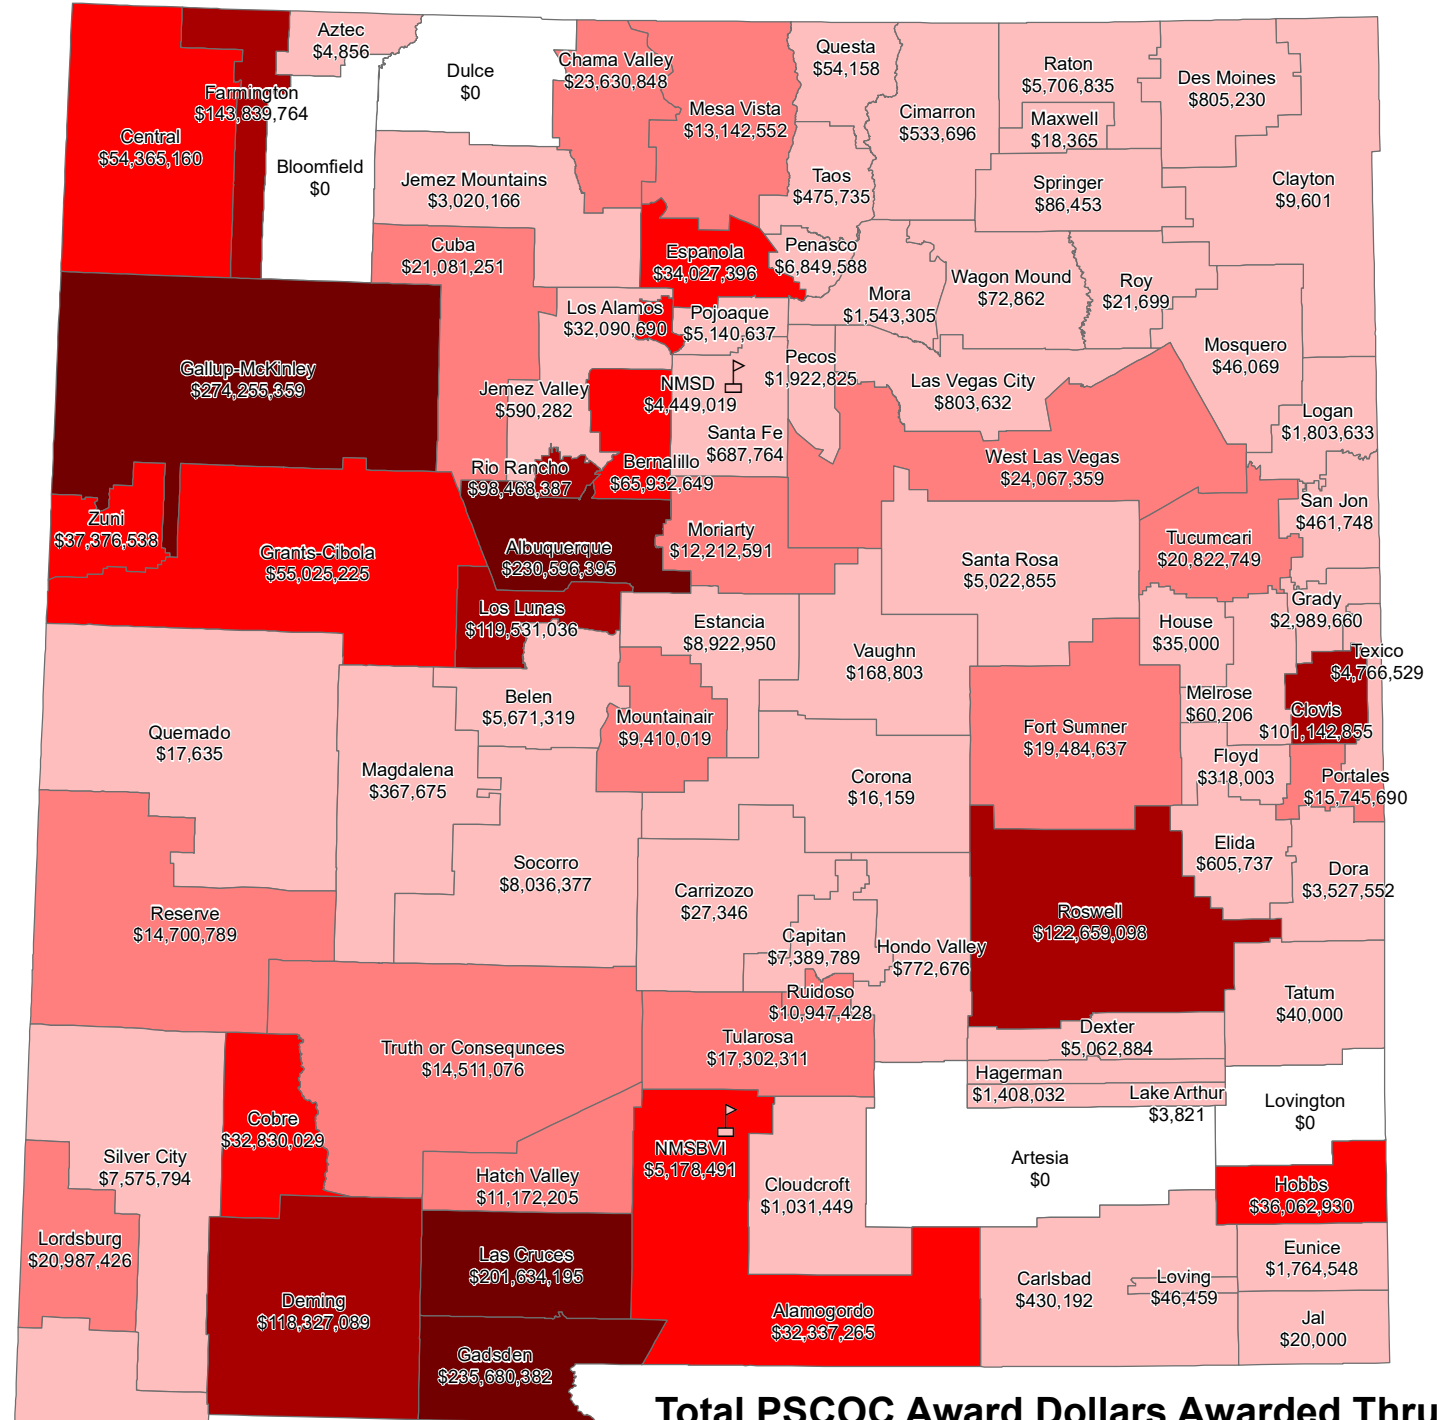 Aztec
$4,856
Dulce
$0
Chama Valley
$23,630,848
Questa
$54,158
Raton
$5,706,835
Des Moines
$805,230
Farmington
$143,839,764
Mesa Vista
$13,142,552
Cimarron
$533,696
Maxwell
$18,365
Central
$54,365,160
Bloomfield
$0
Jemez Mountains
$3,020,166
Taos
$475,735
Springer
$86,453
Clayton
$9,601
Cuba
$21,081,251
Espanola
$34,027,396
Penasco
$6,849,588
Wagon Mound
$72,862
Roy
$21,699
Mora
$1,543,305
Los Alamos
$32,090,690
Pojoaque
$5,140,637
Mosquero
$46,069
Gallup-McKinley
$274,255,359
Pecos
$1,922,825
Jemez Valley
$590,282
NMSD
$4,449,019
Las Vegas City
$803,632
Logan
$1,803,633
Santa Fe
$687,764
Rio Rancho
$98,468,387
Bernalillo
$65,932,649
West Las Vegas
$24,067,359
San Jon
$461,748
Zuni
$37,376,538
Grants-Cibola
$55,025,225
Albuquerque
$230,596,395
Moriarty
$12,212,591
Santa Rosa
$5,022,855
Tucumcari
$20,822,749
Los Lunas
$119,531,036
Estancia
$8,922,950
Vaughn
$168,803
House
$35,000
Grady
$2,989,660
Texico
$4,766,529
Belen
$5,671,319
Mountainair
$9,410,019
Melrose
$60,206
Clovis
$101,142,855
Quemado
$17,635
Fort Sumner
$19,484,637
Magdalena
$367,675
Corona
$16,159
Floyd
$318,003
Portales
$15,745,690
Socorro
$8,036,377
Elida
$605,737
Dora
$3,527,552
Carrizozo
$27,346
Reserve
$14,700,789
Roswell
$122,659,098
Capitan
$7,389,789
Hondo Valley
$772,676
Ruidoso
$10,947,428
Tatum
$40,000
Truth or Consequnces
$14,511,076
Tularosa
$17,302,311
Dexter
$5,062,884
Hagerman
$1,408,032
Lake Arthur
$3,821
Lovington
$0
Cobre
$32,830,029
Silver City
$7,575,794
NMSBVI
$5,178,491
Hatch Valley
$11,172,205
Cloudcroft
$1,031,449
Artesia
$0
Hobbs
$36,062,930
Lordsburg
$20,987,426
Las Cruces
$201,634,195
Eunice
$1,764,548
Carlsbad
$430,192
Loving
$46,459
Deming
$118,327,089
Alamogordo
$32,337,265
Jal
$20,000
Gadsden
$235,680,382
Total PSCOC Award Dollars Awarded Thru